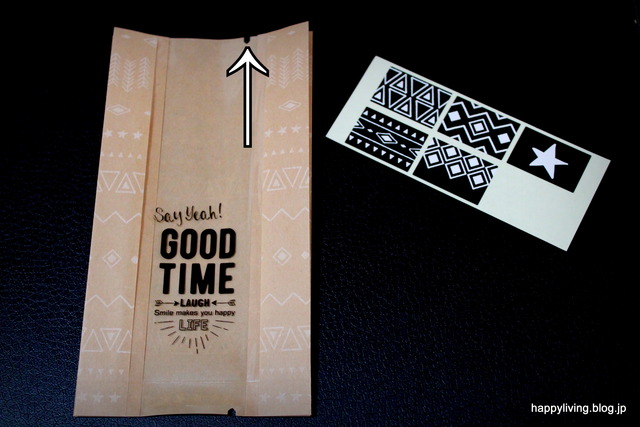 Say Yeah!
GOOD
TIME
LAUGH
Smile makes you happy
LIFE
happyliving.blog.jp